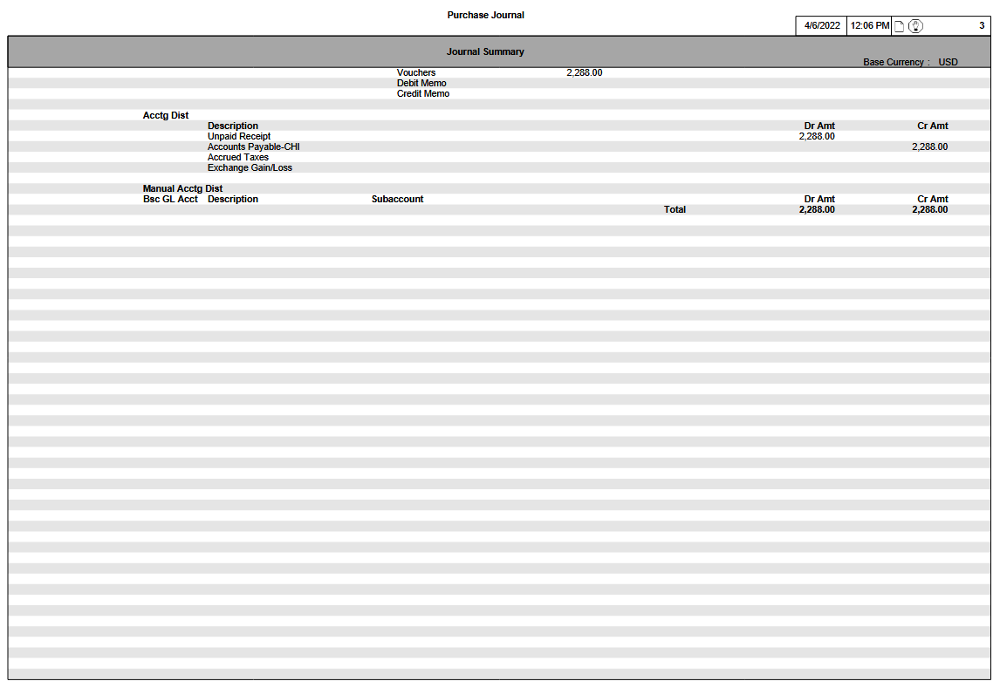 Purchase Journal
4/6/2022 12:06 PM 3
Journal Summary
Base Currency : USD
Vouchers 2,288.00
Debit Memo
Credit Memo
Acctg Dist
Description Dr Amt Cr Amt
Unpaid Receipt 2,288.00
Accounts Payable-CHI 2,288.00
Accrued Taxes
Exchange Gain/Loss
Manual Acctg Dist
Bsc GL Acct Description Subaccount Dr Amt Cr Amt
Total 2,288.00 2,288.00